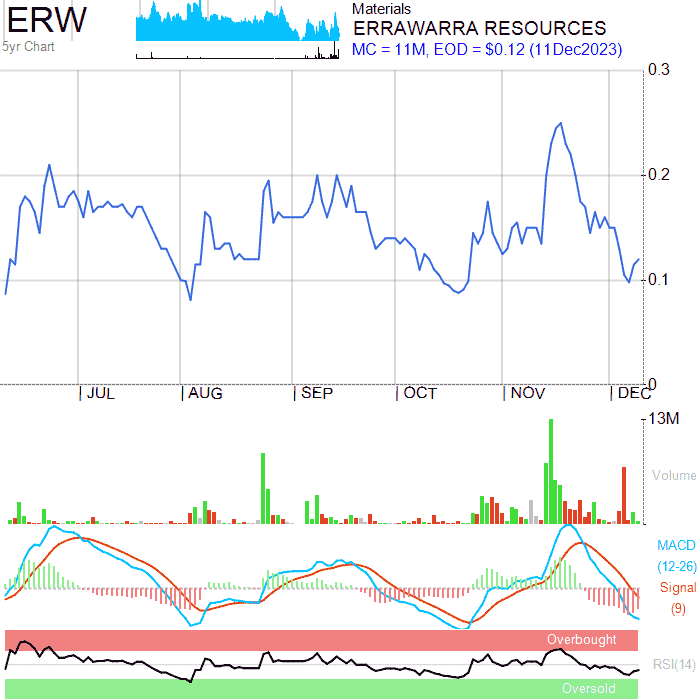 ERW
5yr Chart
Materials
ERRAWARRA RESOURCES
MC = 11M, EOD = $0.12 (11Dec2023)
0.3
0.2
0.1
0
JUL AUG SEP OCT NOV DEC
13M
Volume
MACD
(12-26)
Signal
(9)
Overbought
RSI(14)
Oversold